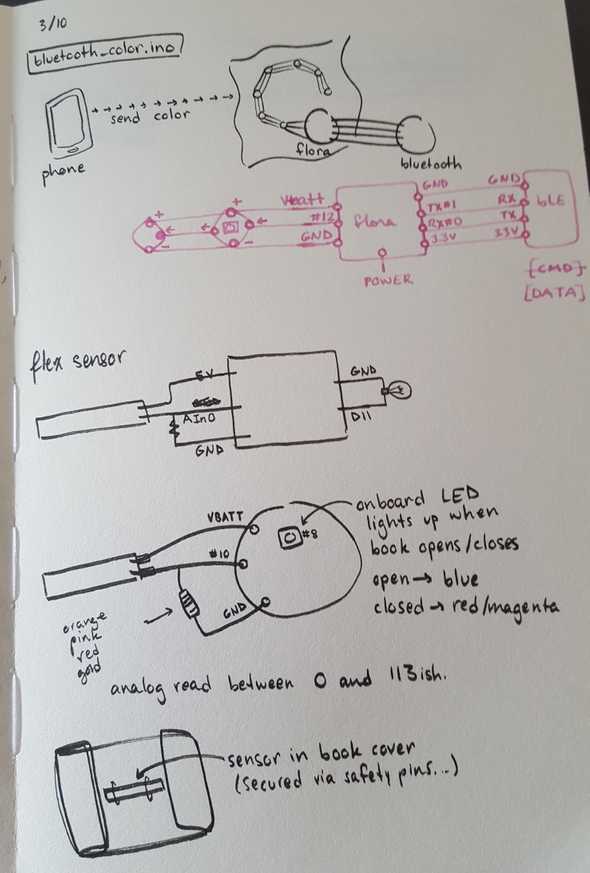 3/10
bluetooth_color.ino
send color
phone
flora
bluetooth
+
+
Vbatt
#12
GND
-
-
flora
POWER
GND
TX#1
RX#0
3.3V
GND
RX
TX
3.3V
bLE
[CMD]
[DATA]
flex sensor
5V
AIn0
GND
GND
D11
VBATT
#10
GND
#8
onboard LED
lights up when
book opens/closes
open → blue
closed → red/magenta
orange
pink
red
gold
analog read between 0 and 113ish.
sensor in book cover
(secured via safety pins...)